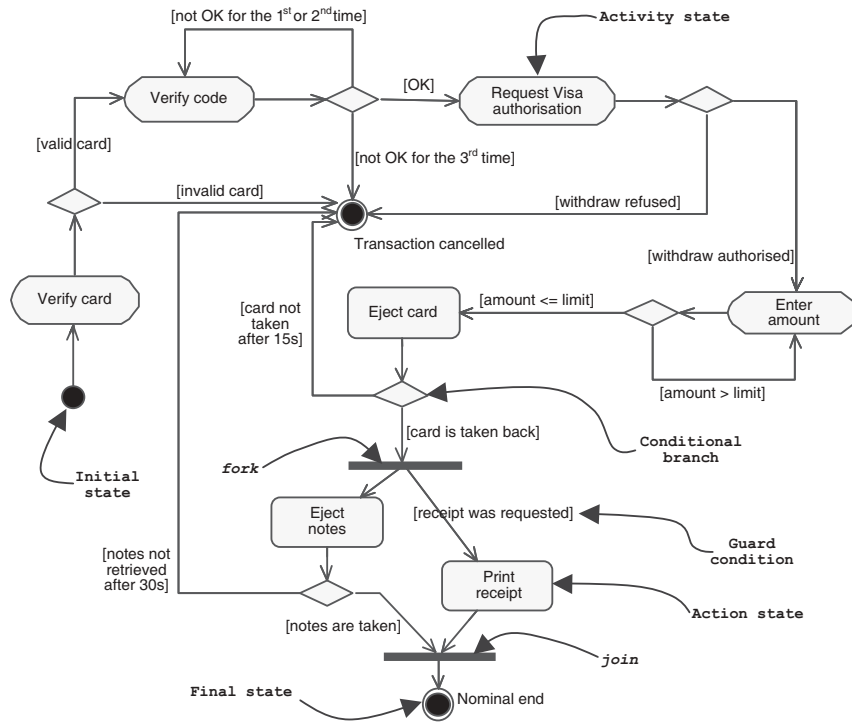 [not OK for the 1st or 2nd time]
Activity state
Verify code
[OK]
Request Visa
authorisation
[valid card]
[not OK for the 3rd time]
[invalid card]
[withdraw refused]
Transaction cancelled
[withdraw authorised]
Verify card
[card not
taken
after 15s]
Eject card
[amount <= limit]
Enter
amount
[amount > limit]
[card is taken back]
Conditional
branch
Initial
state
fork
Eject
notes
[receipt was requested]
Guard
condition
[notes not
retrieved
after 30s]
Print
receipt
Action state
[notes are taken]
join
Final state
Nominal end